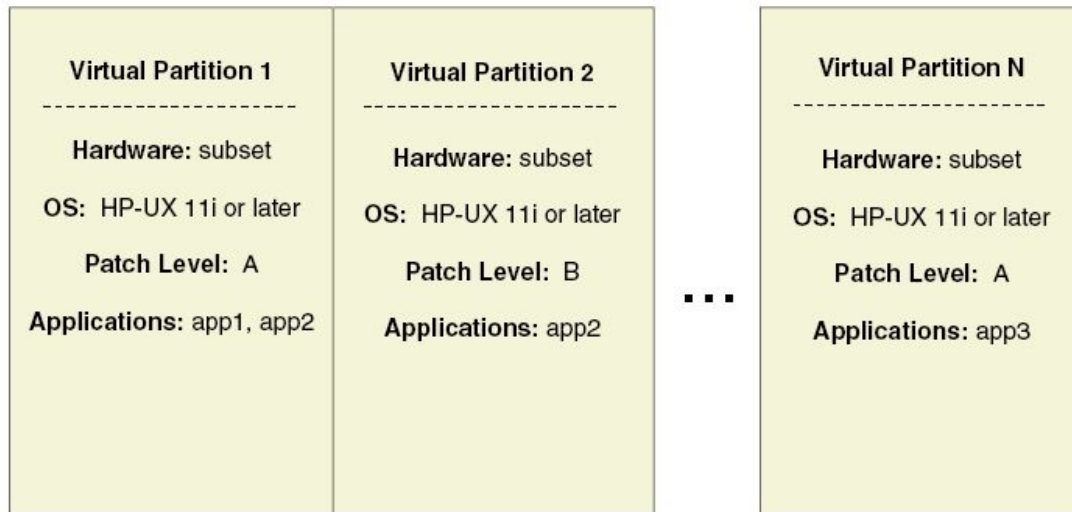 Virtual Partition 1
Hardware: subset
OS: HP-UX 11i or later
Patch Level: A
Applications: app1, app2
Virtual Partition 2
Hardware: subset
OS: HP-UX 11i or later
Patch Level: B
Applications: app2
...
Virtual Partition N
Hardware: subset
OS: HP-UX 11i or later
Patch Level: A
Applications: app3